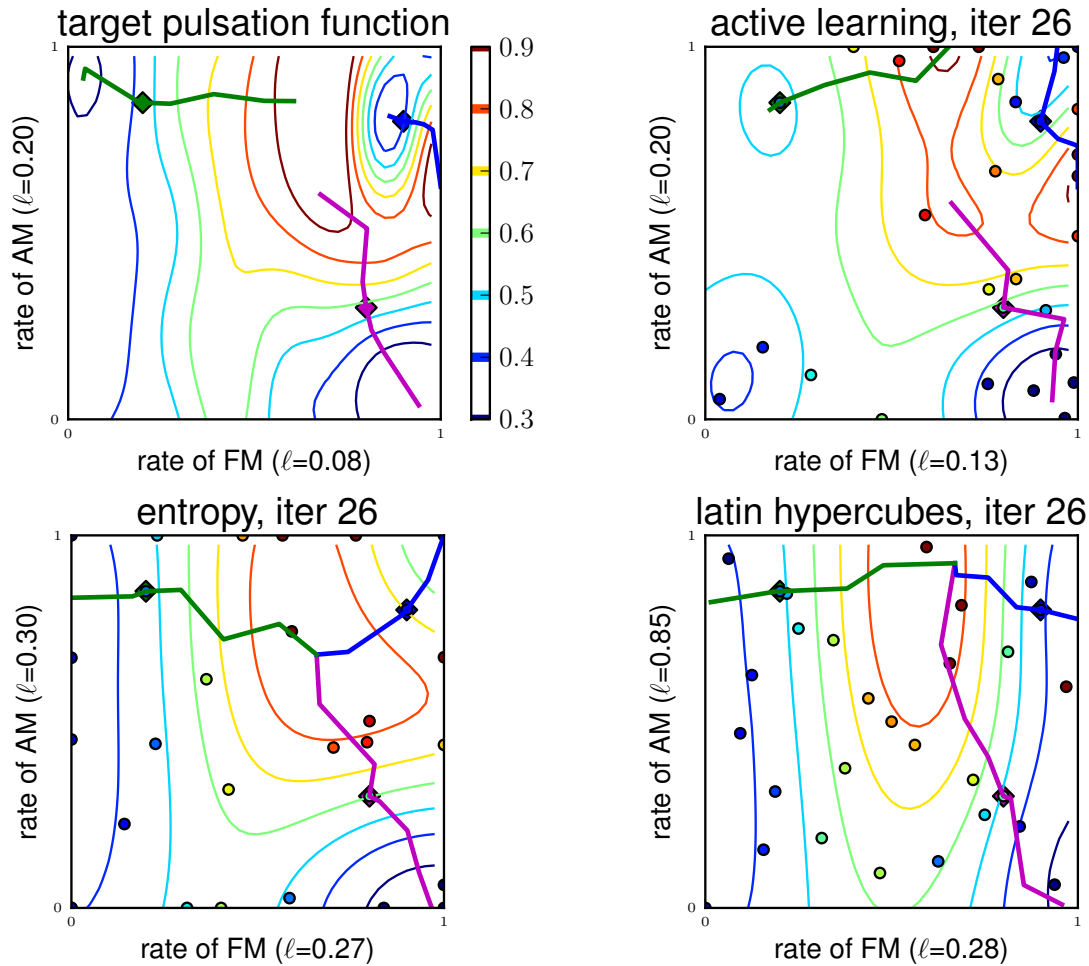 target pulsation function
active learning, iter 26
1
0
0
1
rate of AM (ℓ=0.20)
rate of FM (ℓ=0.08)
0.9
0.8
0.7
0.6
0.5
0.4
0.3
1
0
0
1
rate of AM (ℓ=0.20)
rate of FM (ℓ=0.13)
entropy, iter 26
latin hypercubes, iter 26
1
0
0
1
rate of AM (ℓ=0.30)
rate of FM (ℓ=0.27)
1
0
0
1
rate of AM (ℓ=0.85)
rate of FM (ℓ=0.28)